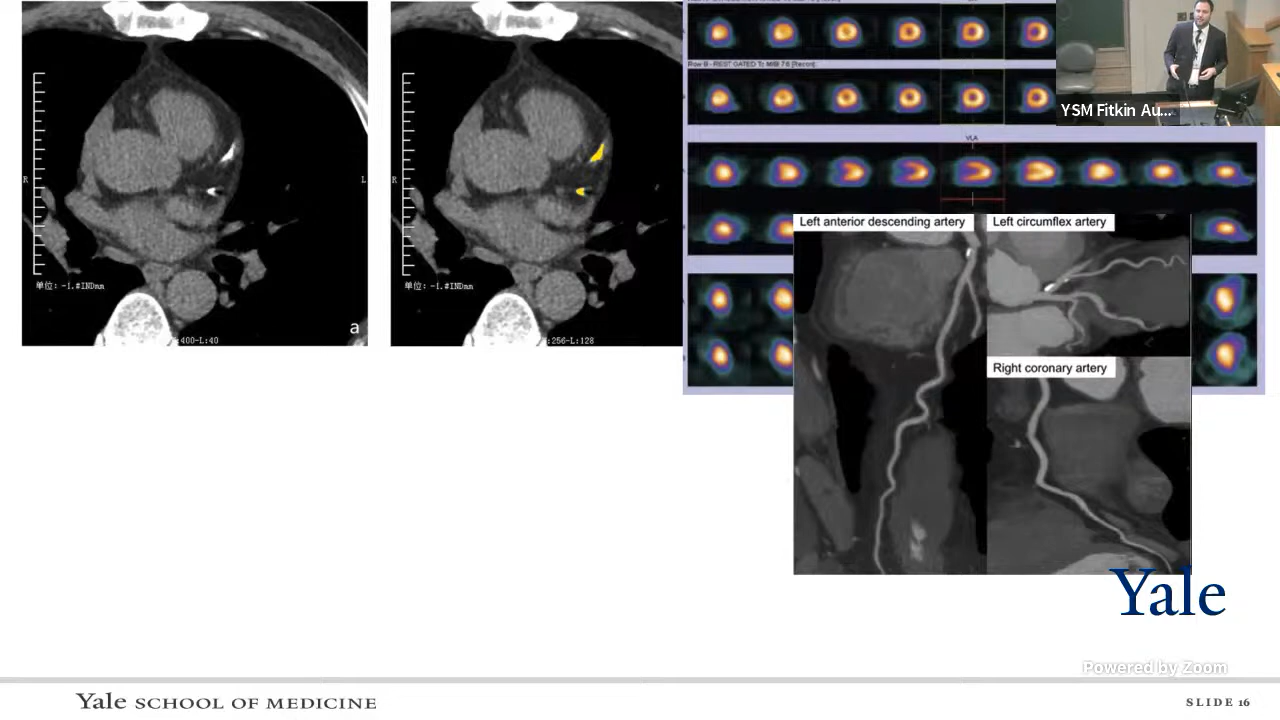 Row B - REST GATED Tc MIBI 7.6 [Recon]
YSM Fitkin Au...
VLA
R
L
R
Left anterior descending artery
Left circumflex artery
单位: -1.#INDmm
单位: -1.#INDmm
a
:400-L:40
:256-L:128
Right coronary artery
Yale
Powered by Zoom
Yale SCHOOL OF MEDICINE
SLIDE 16